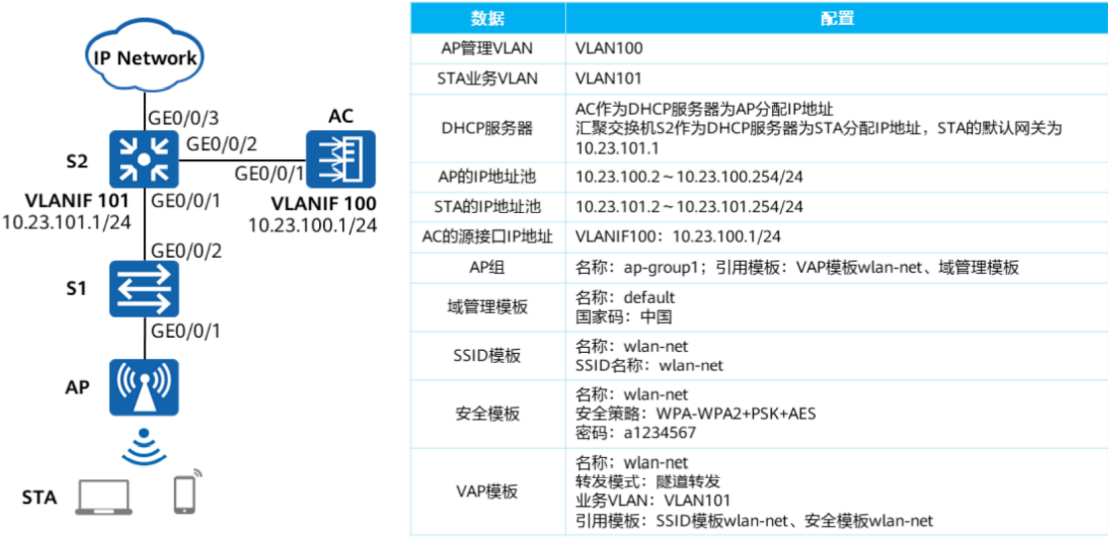 IP Network
GE0/0/3
AC
GE0/0/2
S2
GE0/0/1
VLANIF 101
GE0/0/1
VLANIF 100
10.23.101.1/24
10.23.100.1/24
GE0/0/2
S1
GE0/0/1
AP
STA
数据 配置
AP管理VLAN VLAN100
STA业务VLAN VLAN101
DHCP服务器 AC作为DHCP服务器为AP分配IP地址
汇聚交换机S2作为DHCP服务器为STA分配IP地址，STA的默认网关为
10.23.101.1
AP的IP地址池 10.23.100.2～10.23.100.254/24
STA的IP地址池 10.23.101.2～10.23.101.254/24
AC的源接口IP地址 VLANIF100：10.23.100.1/24
AP组 名称：ap-group1；引用模板：VAP模板wlan-net、域管理模板
域管理模板 名称：default
国家码：中国
SSID模板 名称：wlan-net
SSID名称：wlan-net
安全模板 名称：wlan-net
安全策略：WPA-WPA2+PSK+AES
密码：a1234567
VAP模板 名称：wlan-net
转发模式：隧道转发
业务VLAN：VLAN101
引用模板：SSID模板wlan-net、安全模板wlan-net